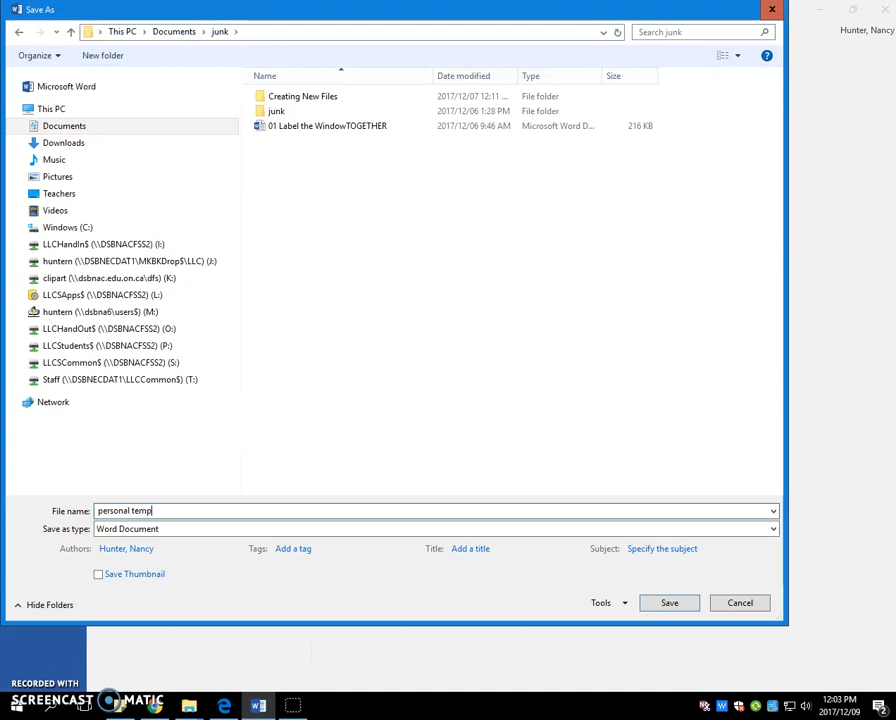 Save As
Hunter, Nancy
This PC > Documents > junk >
Search junk
Organize
New folder
Name
Date modified
Type
Size
Microsoft Word
This PC
Documents
Downloads
Music
Pictures
Teachers
Videos
Windows (C:)
LLCHandIn$ (\\DSBNACFSS2) (I:)
huntern (\\DSBNECDAT1\MKBKDrop$\LLC) (J:)
clipart (\\dsbnac.edu.on.ca\dfs) (K:)
LLCSApps$ (\\DSBNACFSS2) (L:)
huntern (\\dsbna6\users$) (M:)
LLCHandOut$ (\\DSBNACFSS2) (O:)
LLCStudents$ (\\DSBNACFSS2) (P:)
LLCSCommon$ (\\DSBNACFSS2) (S:)
Staff (\\DSBNECDAT1\LLCCommon$) (T:)
Network
Creating New Files 2017/12/07 12:11 ... File folder
junk 2017/12/06 1:28 PM File folder
01 Label the WindowTOGETHER 2017/12/06 9:46 AM Microsoft Word D... 216 KB
File name: personal temp
Save as type: Word Document
Authors: Hunter, Nancy Tags: Add a tag Title: Add a title Subject: Specify the subject
Save Thumbnail
Hide Folders
Tools
Save
Cancel
RECORDED WITH
SCREENCAST MATIC
12:03 PM
2017/12/09
2